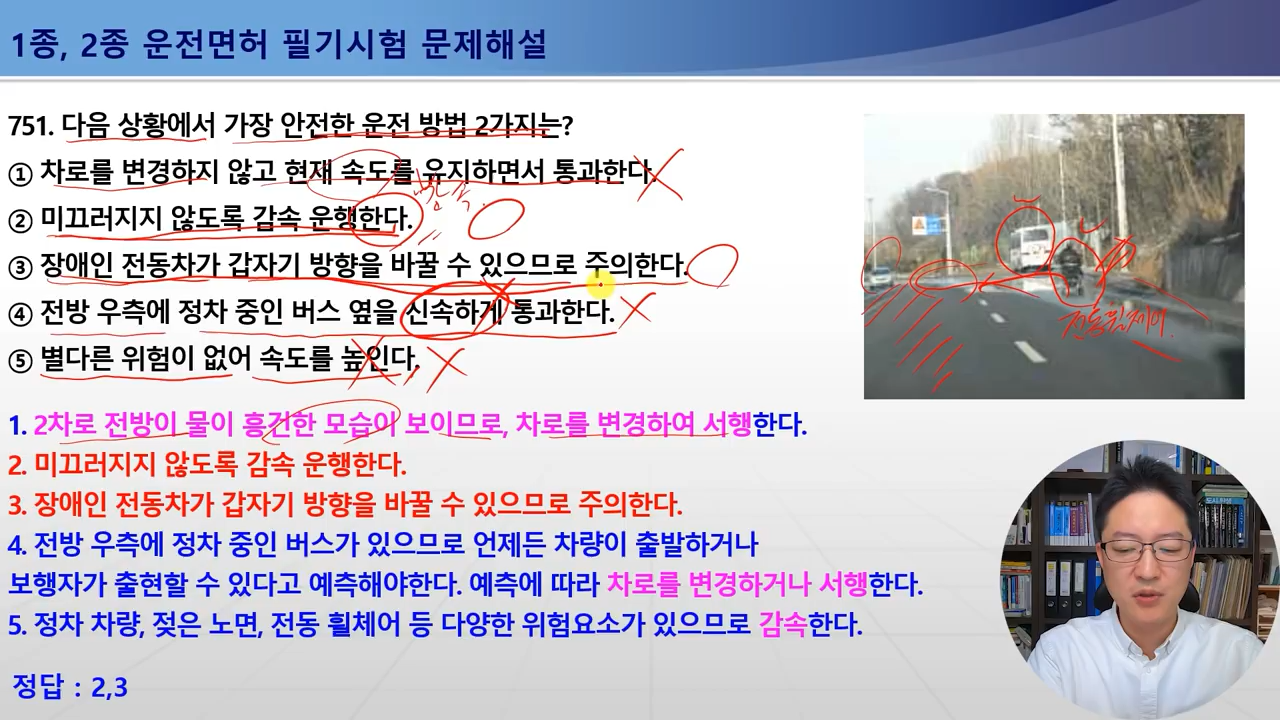 1종, 2종 운전면허 필기시험 문제해설
751. 다음 상황에서 가장 안전한 운전 방법 2가지는?
① 차로를 변경하지 않고 현재 속도를 유지하면서 통과한다.
감속.
② 미끄러지지 않도록 감속 운행한다.
③ 장애인 전동차가 갑자기 방향을 바꿀 수 있으므로 주의한다.
④ 전방 우측에 정차 중인 버스 옆을 신속하게 통과한다.
⑤ 별다른 위험이 없어 속도를 높인다.
전동휠체어
1. 2차로 전방이 물이 흥건한 모습이 보이므로, 차로를 변경하여 서행한다.
2. 미끄러지지 않도록 감속 운행한다.
3. 장애인 전동차가 갑자기 방향을 바꿀 수 있으므로 주의한다.
4. 전방 우측에 정차 중인 버스가 있으므로 언제든 차량이 출발하거나
보행자가 출현할 수 있다고 예측해야한다. 예측에 따라 차로를 변경하거나 서행한다.
5. 정차 차량, 젖은 노면, 전동 휠체어 등 다양한 위험요소가 있으므로 감속한다.
정답 : 2,3